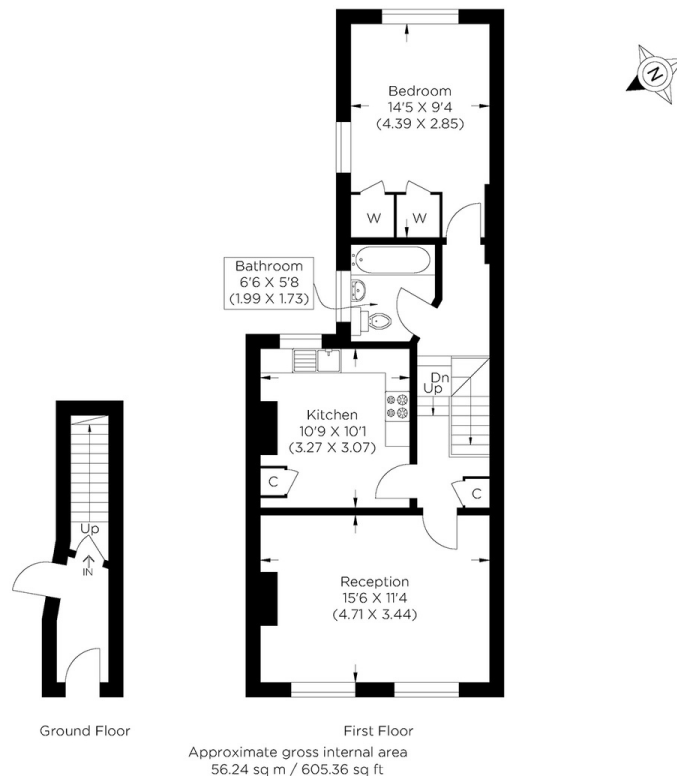 N
Bedroom
14'5 X 9'4
(4.39 X 2.85)
W
W
Bathroom
6'6 X 5'8
(1.99 X 1.73)
Dn
Up
Kitchen
10'9 X 10'1
(3.27 X 3.07)
C
C
Up
IN
Reception
15'6 X 11'4
(4.71 X 3.44)
Ground Floor
First Floor
Approximate gross internal area
56.24 sq m / 605.36 sq ft